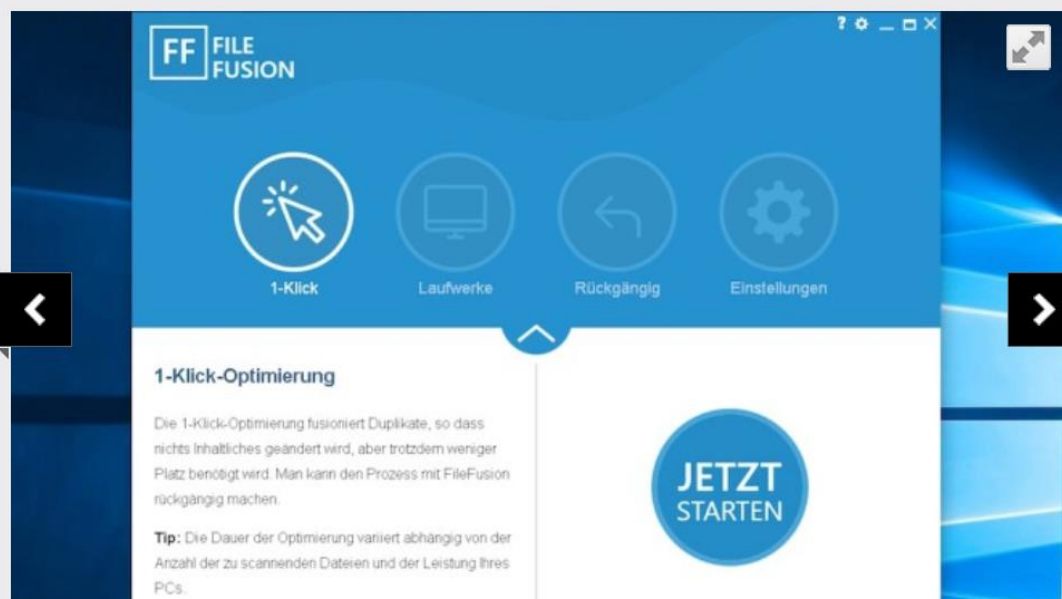 FF FILE
FUSION
?
1-Klick
Laufwerke
Rückgängig
Einstellungen
1-Klick-Optimierung
Die 1-Klick-Optimierung fusioniert Duplikate, so dass
nichts Inhaltliches geändert wird, aber trotzdem weniger
Platz benötigt wird. Man kann den Prozess mit FileFusion
rückgängig machen.
Tip: Die Dauer der Optimierung variiert abhängig von der
Anzahl der zu scannenden Dateien und der Leistung Ihres
PCs.
JETZT
STARTEN